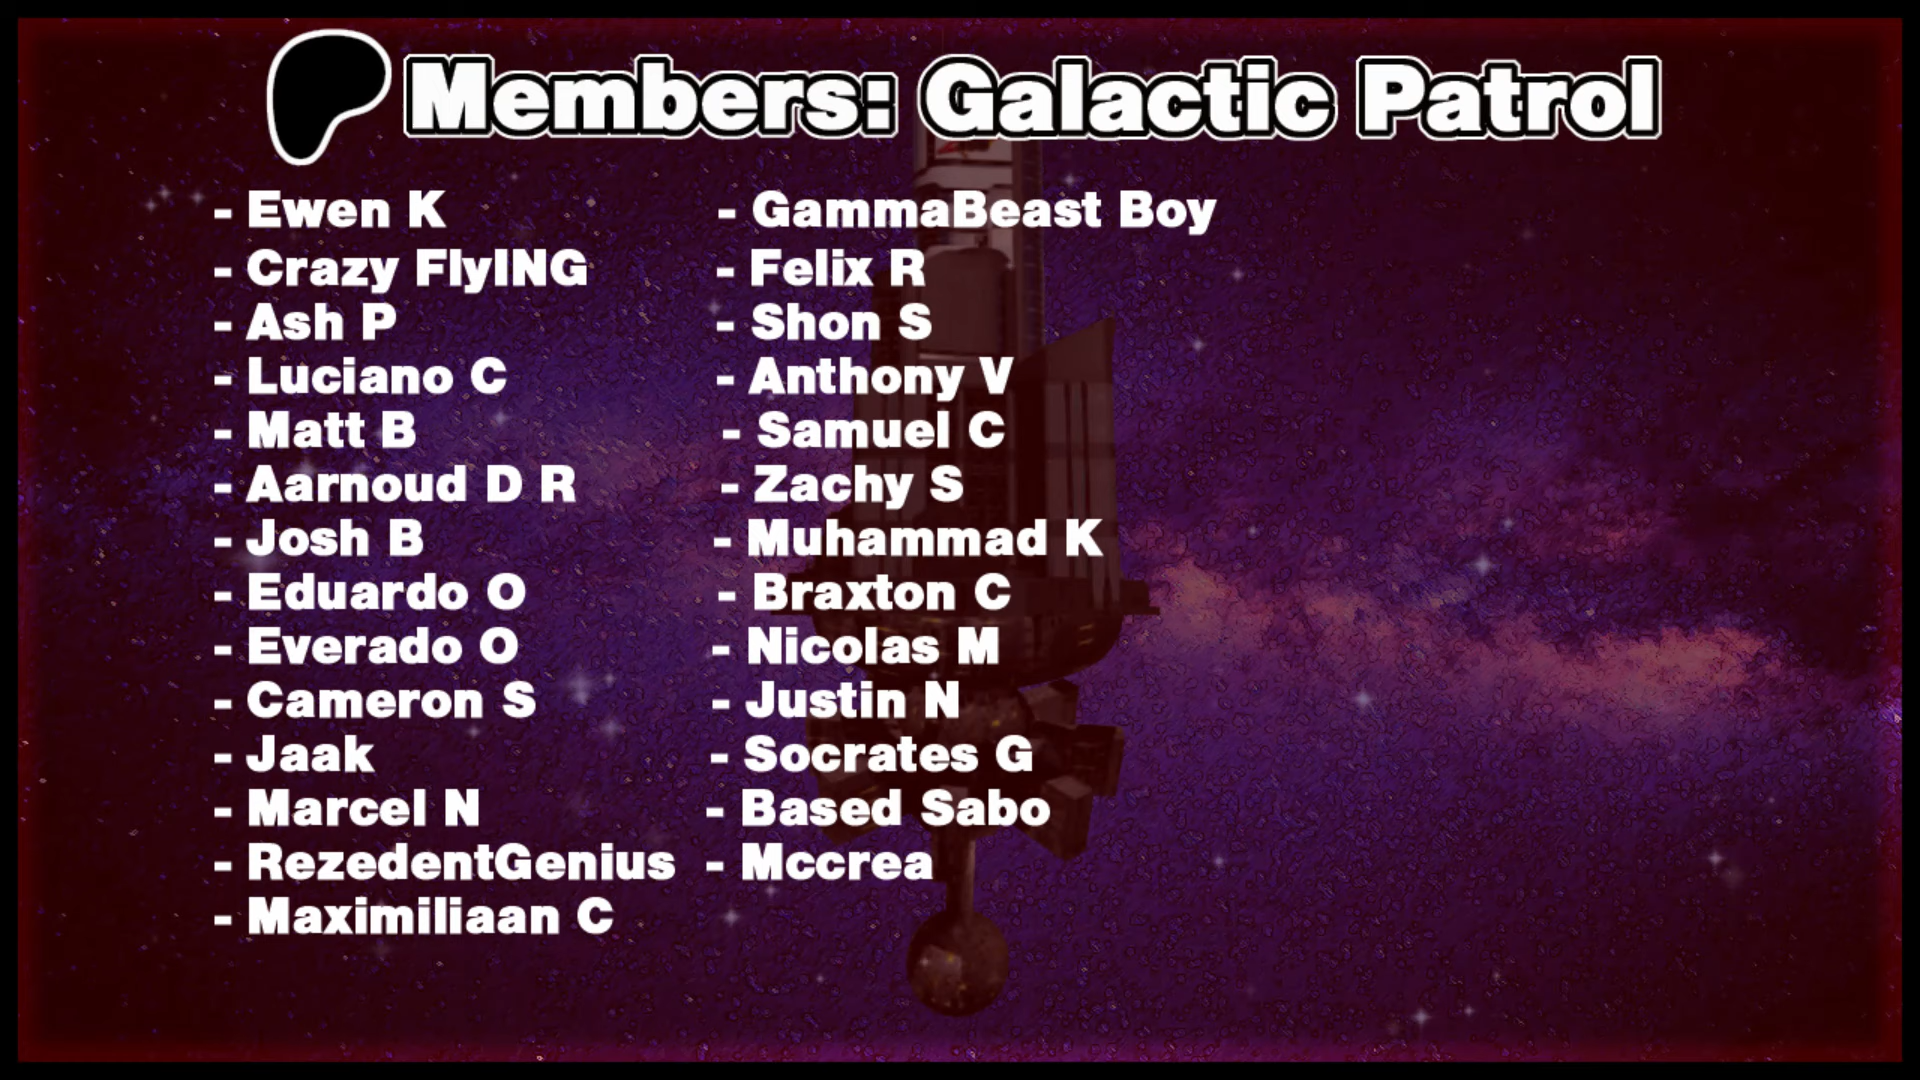 Members: Galactic Patrol
- Ewen K
- Crazy FlyING
- Ash P
- Luciano C
- Matt B
- Aarnoud D R
- Josh B
- Eduardo O
- Everado O
- Cameron S
- Jaak
- Marcel N
- RezedentGenius
- Maximiliaan C
- GammaBeast Boy
- Felix R
- Shon S
- Anthony V
- Samuel C
- Zachy S
- Muhammad K
- Braxton C
- Nicolas M
- Justin N
- Socrates G
- Based Sabo
- Mccrea